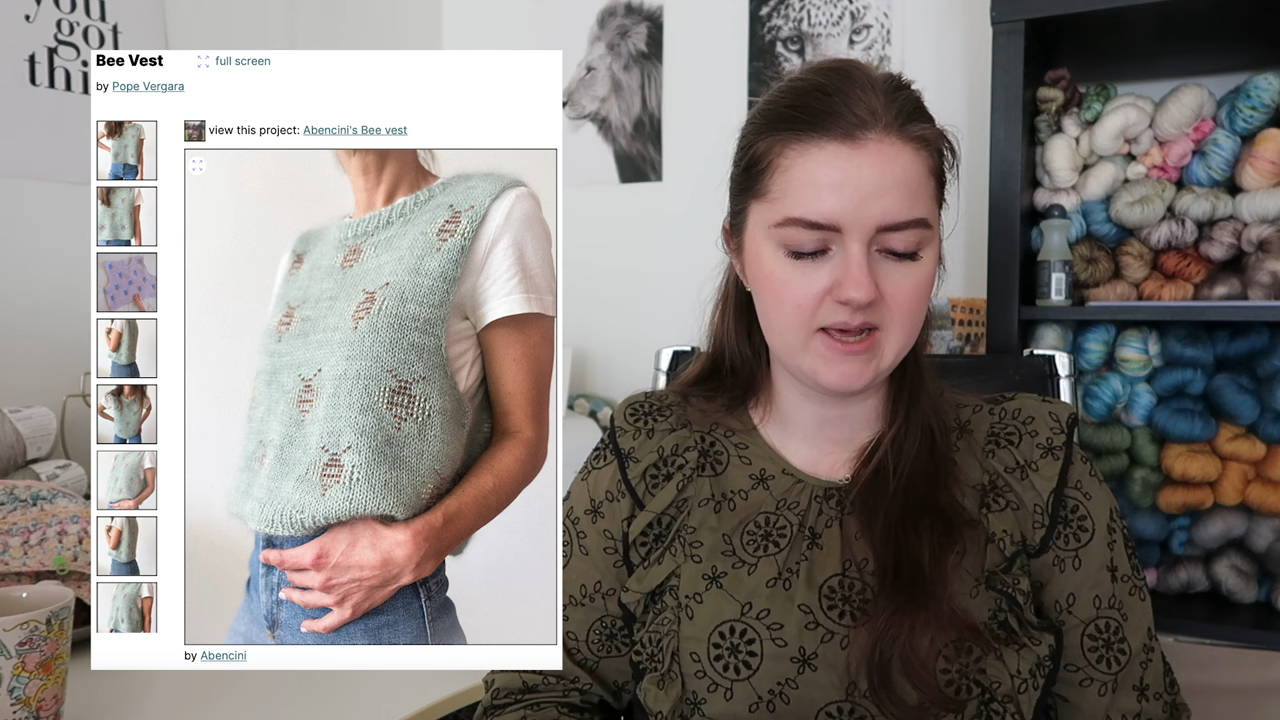 you
got
thi
Bee Vest
full screen
by Pope Vergara
view this project: Abencini's Bee vest
by Abencini